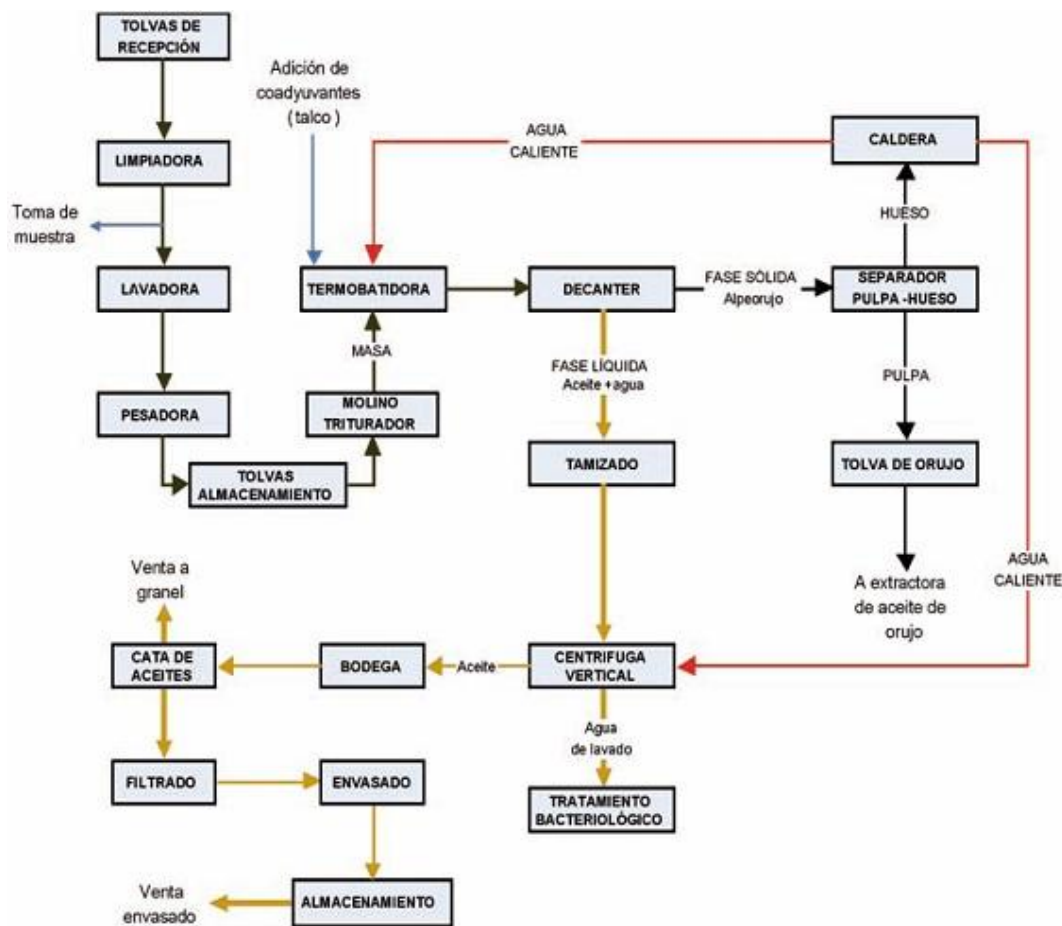 TOLVAS DE
RECEPCIÓN
LIMPIADORA
Toma de
muestra
LAVADORA
PESADORA
TOLVAS
ALMACENAMIENTO
MOLINO
TRITURADOR
MASA
Adición de
coadyuvantes
( talco )
TERMOBATIDORA
AGUA
CALIENTE
CALDERA
HUESO
DECANTER
FASE SÓLIDA
Alpeorujo
SEPARADOR
PULPA -HUESO
FASE LÍQUIDA
Aceite +agua
PULPA
TAMIZADO
TOLVA DE ORUJO
A extractora
de aceite de
orujo
AGUA
CALIENTE
CENTRIFUGA
VERTICAL
Aceite
BODEGA
CATA DE
ACEITES
Venta a
granel
Agua
de lavado
TRATAMIENTO
BACTERIOLÓGICO
FILTRADO
ENVASADO
ALMACENAMIENTO
Venta
envasado